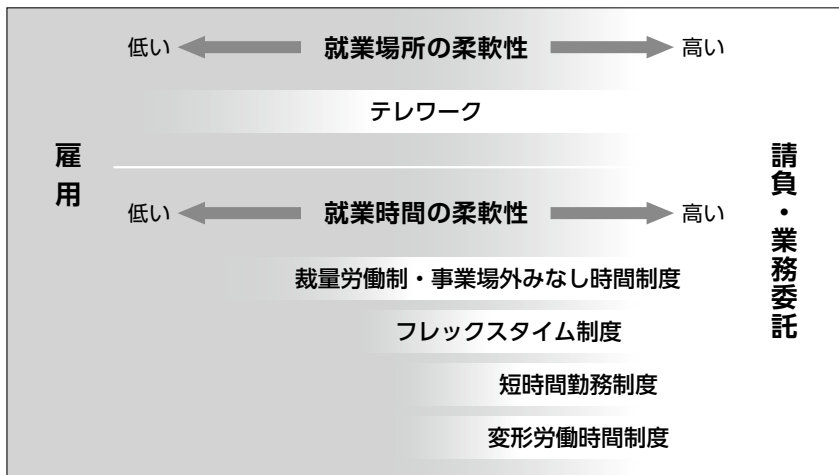 低い 就業場所の柔軟性 高い
テレワーク
雇用
請負・業務委託
低い 就業時間の柔軟性 高い
裁量労働制・事業場外みなし時間制度
フレックスタイム制度
短時間勤務制度
変形労働時間制度